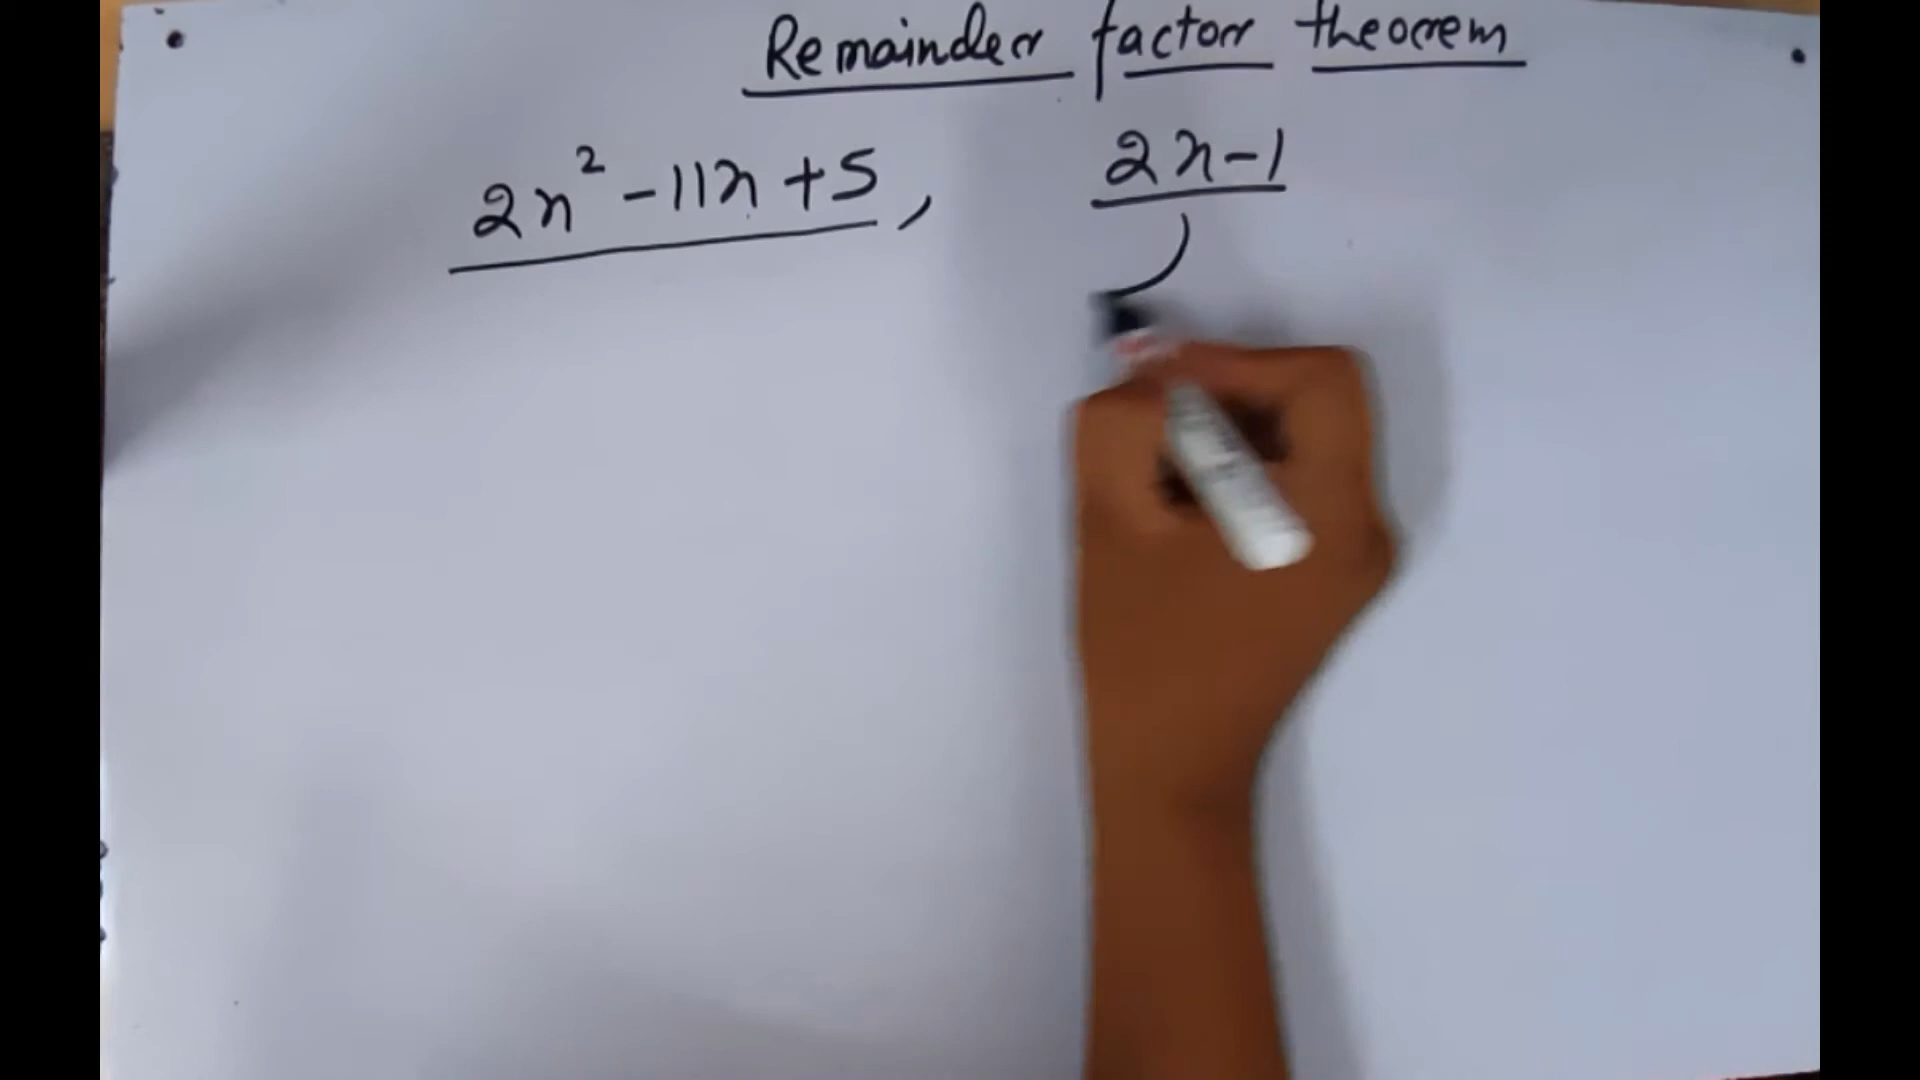 Remainder factor theorem
2x² - 11x + 5, 2x - 1